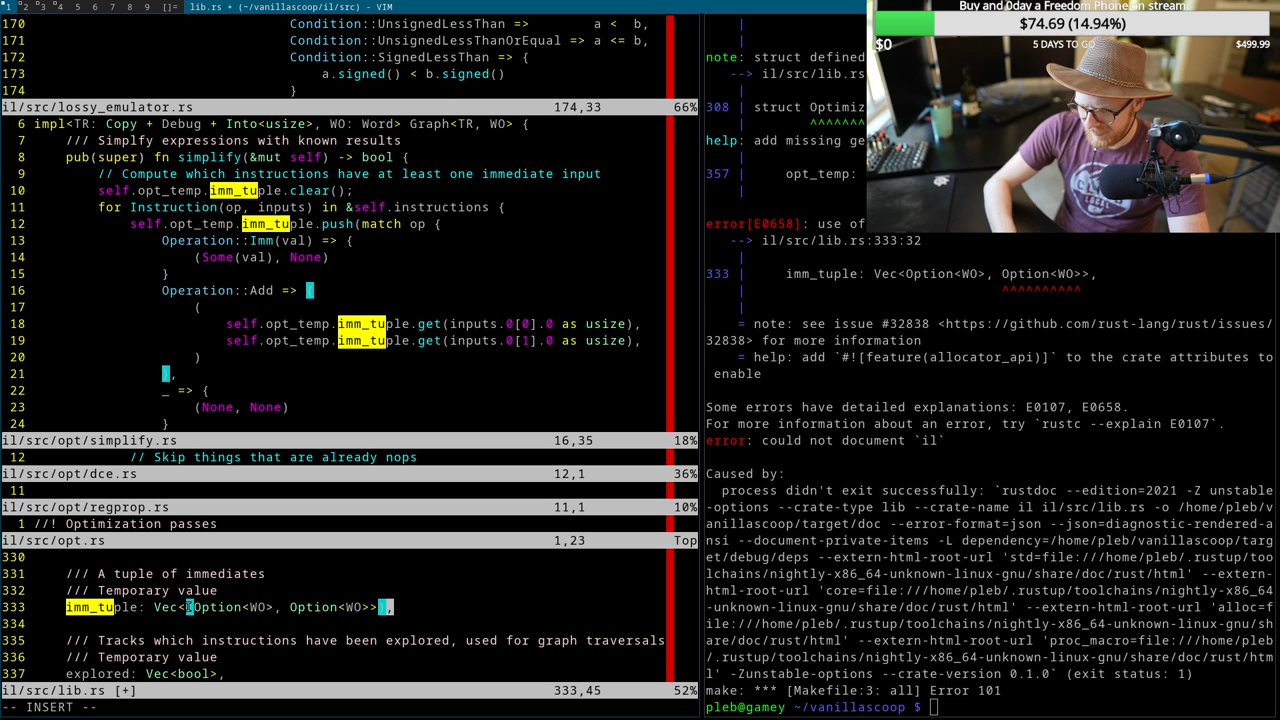 1 2 3 4 5 6 7 8 9 []= lib.rs + (~/vanillascoop/il/src) - VIM
170 Condition::UnsignedLessThan => a < b,
171 Condition::UnsignedLessThanOrEqual => a <= b,
172 Condition::SignedLessThan => {
173 a.signed() < b.signed()
174 }
il/src/lossy_emulator.rs 174,33 66%
6 impl<TR: Copy + Debug + Into<usize>, WO: Word> Graph<TR, WO> {
7 /// Simplfy expressions with known results
8 pub(super) fn simplify(&mut self) -> bool {
9 // Compute which instructions have at least one immediate input
10 self.opt_temp.imm_tuple.clear();
11 for Instruction(op, inputs) in &self.instructions {
12 self.opt_temp.imm_tuple.push(match op {
13 Operation::Imm(val) => {
14 (Some(val), None)
15 }
16 Operation::Add => {
17 (
18 self.opt_temp.imm_tuple.get(inputs.0[0].0 as usize),
19 self.opt_temp.imm_tuple.get(inputs.0[1].0 as usize),
20 )
21 },
22 _ => {
23 (None, None)
24 }
il/src/opt/simplify.rs 16,35 18%
12 // Skip things that are already nops
il/src/opt/dce.rs 12,1 36%
11
il/src/opt/regprop.rs 11,1 10%
1 //! Optimization passes
il/src/opt.rs 1,23 Top
330
331 /// A tuple of immediates
332 /// Temporary value
333 imm_tuple: Vec<(Option<WO>, Option<WO>>),
334
335 /// Tracks which instructions have been explored, used for graph traversals
336 /// Temporary value
337 explored: Vec<bool>,
il/src/lib.rs [+] 333,45 52%
-- INSERT --
note: struct defined
--> il/src/lib.rs
308 | struct Optimiz
^^^^^^^
help: add missing ge
357 | opt_temp:
error[E0658]: use of
--> il/src/lib.rs:333:32
333 | imm_tuple: Vec<Option<WO>, Option<WO>>,
^^^^^^^^^^
= note: see issue #32838 <https://github.com/rust-lang/rust/issues/
32838> for more information
= help: add `#![feature(allocator_api)]` to the crate attributes to
enable
Some errors have detailed explanations: E0107, E0658.
For more information about an error, try `rustc --explain E0107`.
error: could not document `il`
Caused by:
process didn't exit successfully: `rustdoc --edition=2021 -Z unstable
-options --crate-type lib --crate-name il il/src/lib.rs -o /home/pleb/v
anillascoop/target/doc --error-format=json --json=diagnostic-rendered-a
nsi --document-private-items -L dependency=/home/pleb/vanillascoop/targ
et/debug/deps --extern-html-root-url 'std=file:///home/pleb/.rustup/too
lchains/nightly-x86_64-unknown-linux-gnu/share/doc/rust/html' --extern-
html-root-url 'core=file:///home/pleb/.rustup/toolchains/nightly-x86_64
-unknown-linux-gnu/share/doc/rust/html' --extern-html-root-url 'alloc=f
ile:///home/pleb/.rustup/toolchains/nightly-x86_64-unknown-linux-gnu/sh
are/doc/rust/html' --extern-html-root-url 'proc_macro=file:///home/pleb
/.rustup/toolchains/nightly-x86_64-unknown-linux-gnu/share/doc/rust/htm
l' -Zunstable-options --crate-version 0.1.0` (exit status: 1)
make: *** [Makefile:3: all] Error 101
pleb@gamey ~/vanillascoop $
Buy and 0day a Freedom Phone on stream
$74.69 (14.94%)
$0 5 DAYS TO GO $499.99